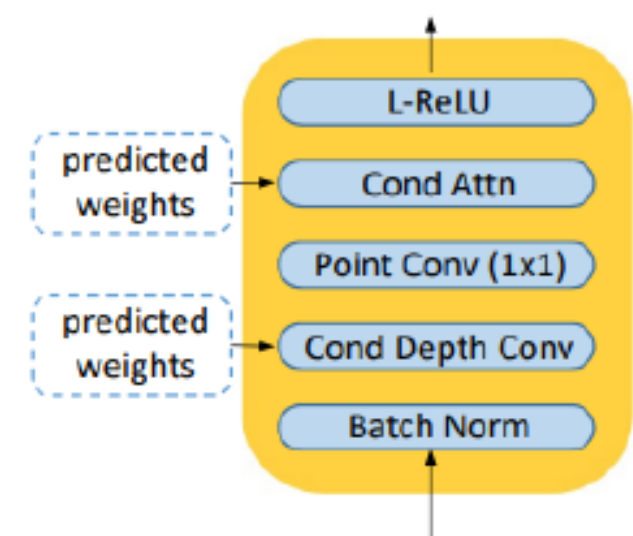 L-ReLU
predicted
weights
Cond Attn
Point Conv (1x1)
predicted
weights
Cond Depth Conv
Batch Norm